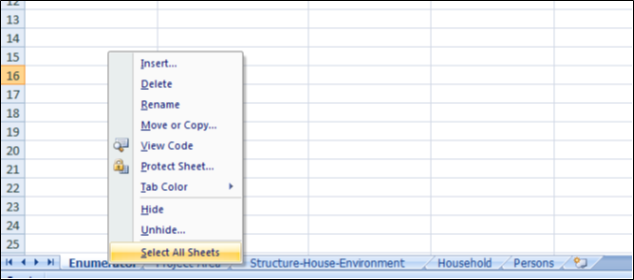 12
13
14
15
16
17
18
19
20
21
22
23
24
25
Insert...
Delete
Rename
Move or Copy...
View Code
Protect Sheet...
Tab Color
Hide
Unhide...
Select All Sheets
Enumerator Project Area Structure-House-Environment Household Persons